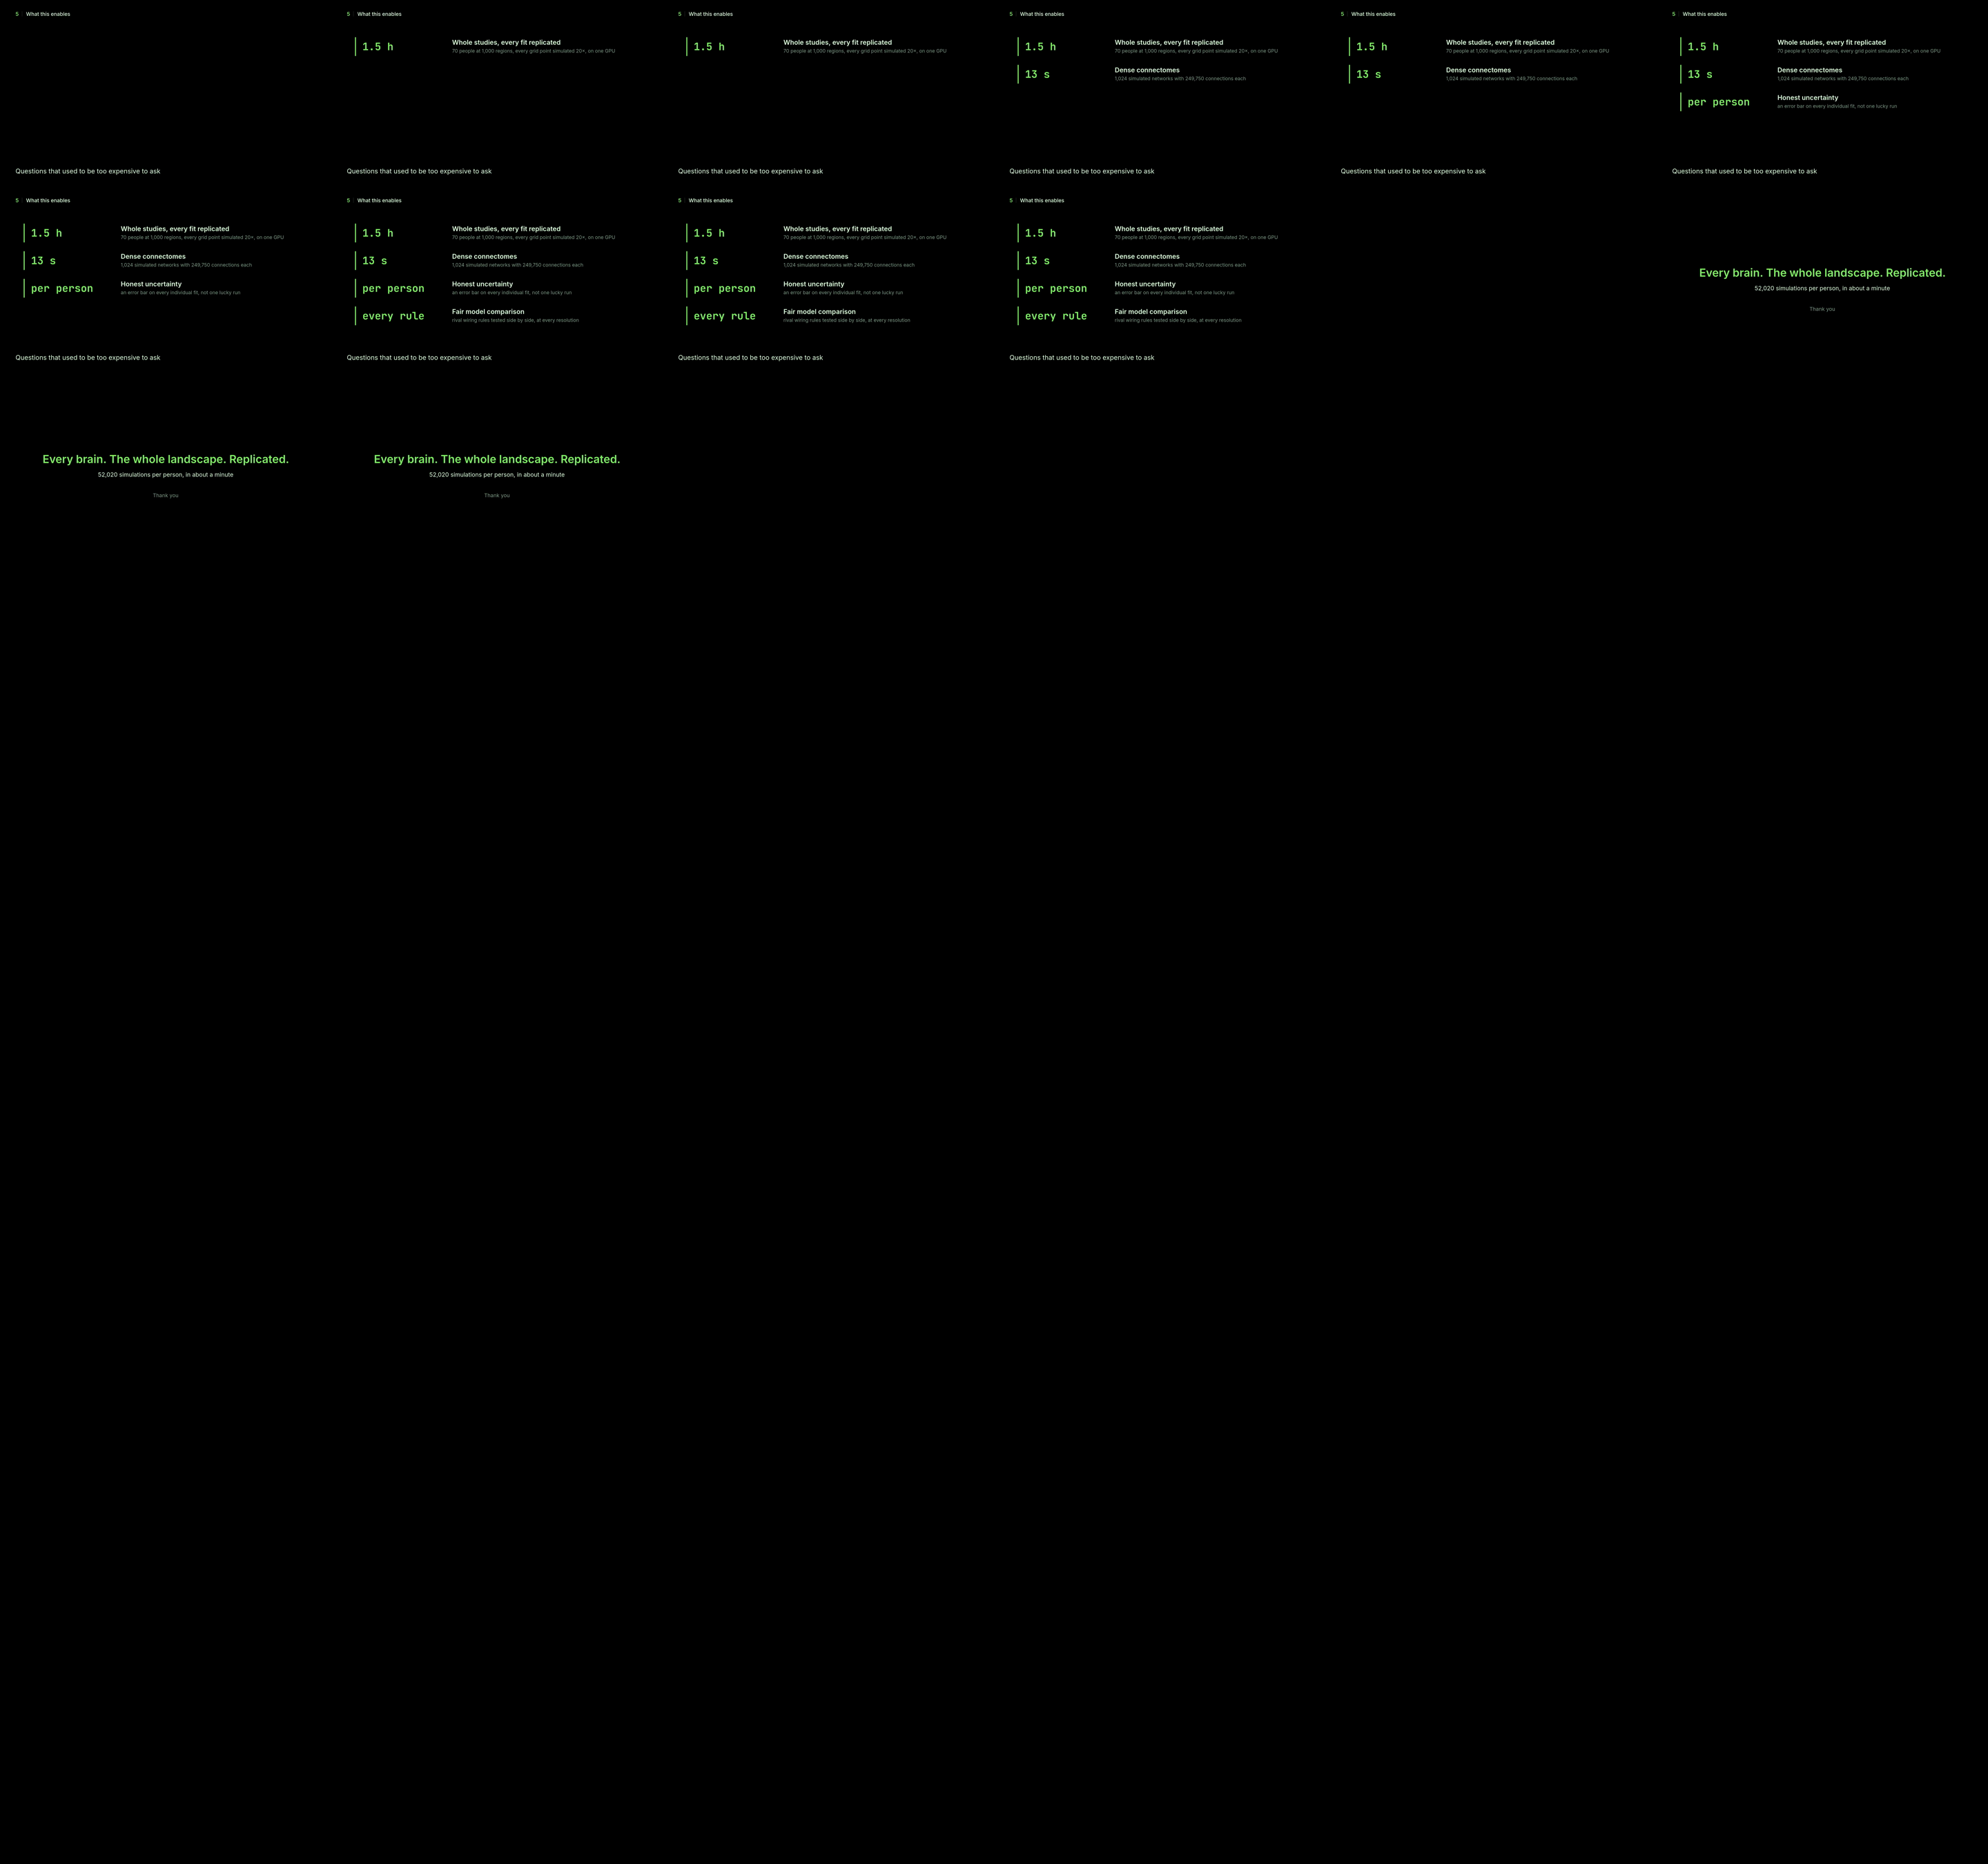 5 What this enables
Questions that used to be too expensive to ask
5 What this enables
1.5 h
Whole studies, every fit replicated
70 people at 1,000 regions, every grid point simulated 20×, on one GPU
Questions that used to be too expensive to ask
5 What this enables
1.5 h
Whole studies, every fit replicated
70 people at 1,000 regions, every grid point simulated 20×, on one GPU
Questions that used to be too expensive to ask
5 What this enables
1.5 h
Whole studies, every fit replicated
70 people at 1,000 regions, every grid point simulated 20×, on one GPU
13 s
Dense connectomes
1,024 simulated networks with 249,750 connections each
Questions that used to be too expensive to ask
5 What this enables
1.5 h
Whole studies, every fit replicated
70 people at 1,000 regions, every grid point simulated 20×, on one GPU
13 s
Dense connectomes
1,024 simulated networks with 249,750 connections each
Questions that used to be too expensive to ask
5 What this enables
1.5 h
Whole studies, every fit replicated
70 people at 1,000 regions, every grid point simulated 20×, on one GPU
13 s
Dense connectomes
1,024 simulated networks with 249,750 connections each
per person
Honest uncertainty
an error bar on every individual fit, not one lucky run
Questions that used to be too expensive to ask
5 What this enables
1.5 h
Whole studies, every fit replicated
70 people at 1,000 regions, every grid point simulated 20×, on one GPU
13 s
Dense connectomes
1,024 simulated networks with 249,750 connections each
per person
Honest uncertainty
an error bar on every individual fit, not one lucky run
Questions that used to be too expensive to ask
5 What this enables
1.5 h
Whole studies, every fit replicated
70 people at 1,000 regions, every grid point simulated 20×, on one GPU
13 s
Dense connectomes
1,024 simulated networks with 249,750 connections each
per person
Honest uncertainty
an error bar on every individual fit, not one lucky run
every rule
Fair model comparison
rival wiring rules tested side by side, at every resolution
Questions that used to be too expensive to ask
5 What this enables
1.5 h
Whole studies, every fit replicated
70 people at 1,000 regions, every grid point simulated 20×, on one GPU
13 s
Dense connectomes
1,024 simulated networks with 249,750 connections each
per person
Honest uncertainty
an error bar on every individual fit, not one lucky run
every rule
Fair model comparison
rival wiring rules tested side by side, at every resolution
Questions that used to be too expensive to ask
5 What this enables
1.5 h
Whole studies, every fit replicated
70 people at 1,000 regions, every grid point simulated 20×, on one GPU
13 s
Dense connectomes
1,024 simulated networks with 249,750 connections each
per person
Honest uncertainty
an error bar on every individual fit, not one lucky run
every rule
Fair model comparison
rival wiring rules tested side by side, at every resolution
Questions that used to be too expensive to ask
Every brain. The whole landscape. Replicated.
52,020 simulations per person, in about a minute
Thank you
Every brain. The whole landscape. Replicated.
52,020 simulations per person, in about a minute
Thank you
Every brain. The whole landscape. Replicated.
52,020 simulations per person, in about a minute
Thank you